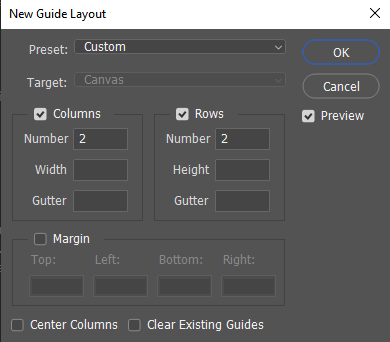 New Guide Layout
Preset: Custom
OK
Target: Canvas
Cancel
Columns
Rows
Preview
Number 2
Number 2
Width
Height
Gutter
Gutter
Margin
Top: Left: Bottom: Right:
Center Columns
Clear Existing Guides